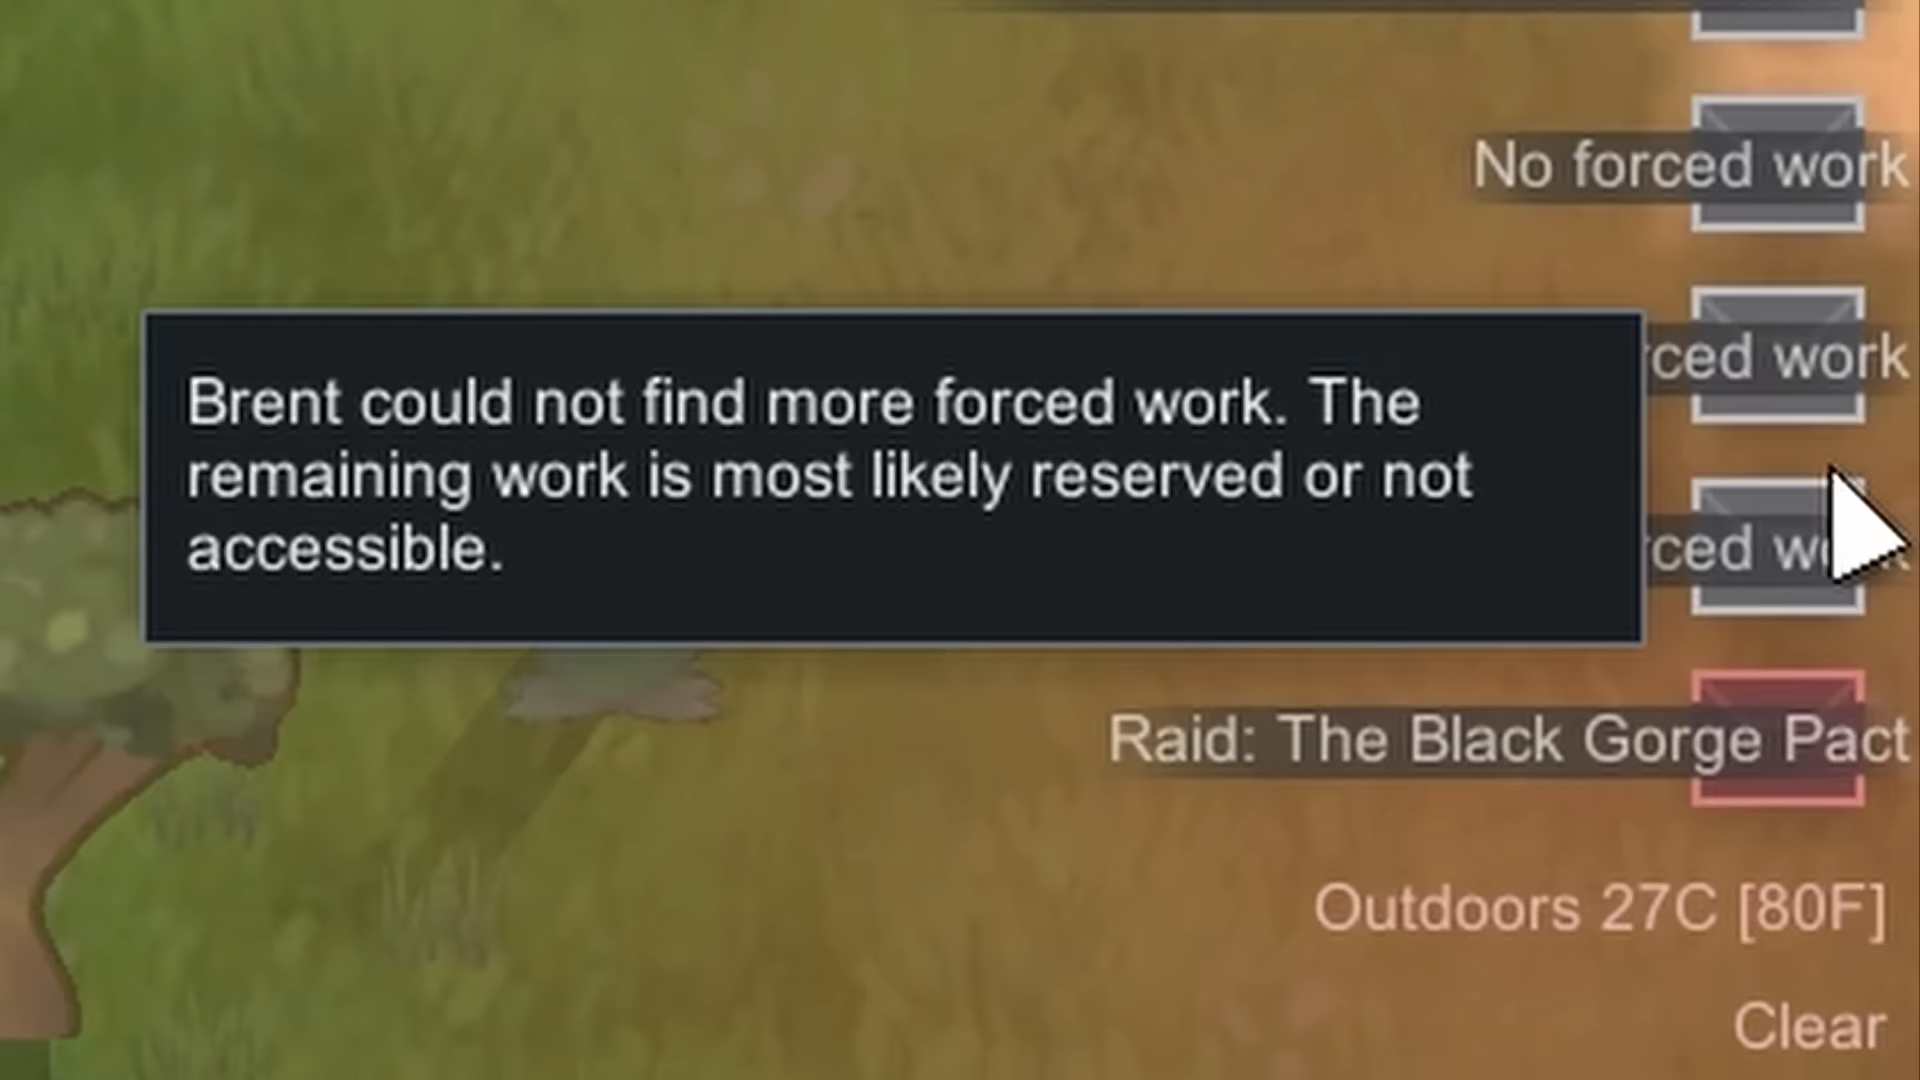 No forced work
Brent could not find more forced work. The
remaining work is most likely reserved or not
accessible.
rced work
rced
Raid: The Black Gorge Pact
Outdoors 27C [80F]
Clear